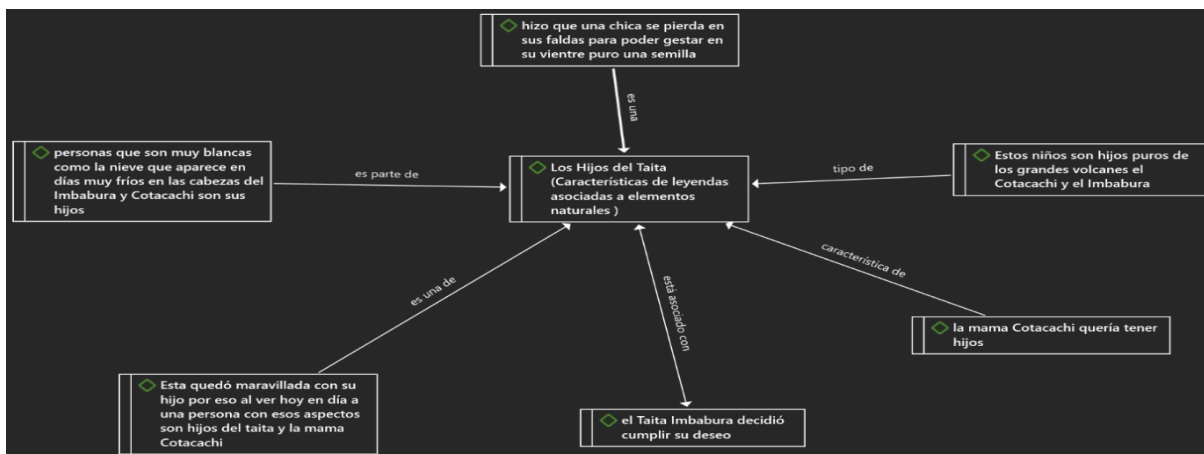 hizo que una chica se pierda en
sus faldas para poder gestar en
su vientre puro una semilla
es una
personas que son muy blancas
como la nieve que aparece en
días muy fríos en las cabezas del
Imbabura y Cotacachi son sus
hijos
es parte de
Los Hijos del Taita
(Características de leyendas
asociadas a elementos
naturales )
tipo de
Estos niños son hijos puros de
los grandes volcanes el
Cotacachi y el Imbabura
es una de
está asociado con
característica de
la mama Cotacachi quería tener
hijos
Esta quedó maravillada con su
hijo por eso al ver hoy en día a
una persona con esos aspectos
son hijos del taita y la mama
Cotacachi
el Taita Imbabura decidió
cumplir su deseo